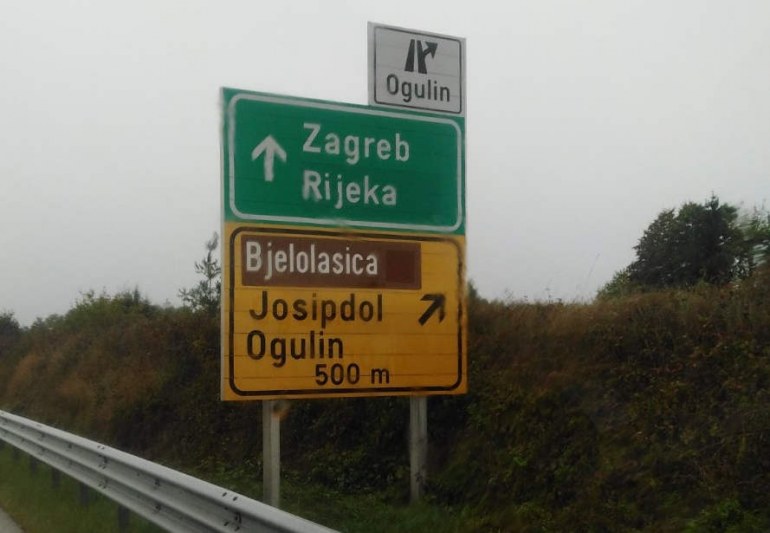 Ogulin
Zagreb
Rijeka
Bjelolasica
Josipdol
Ogulin
500 m